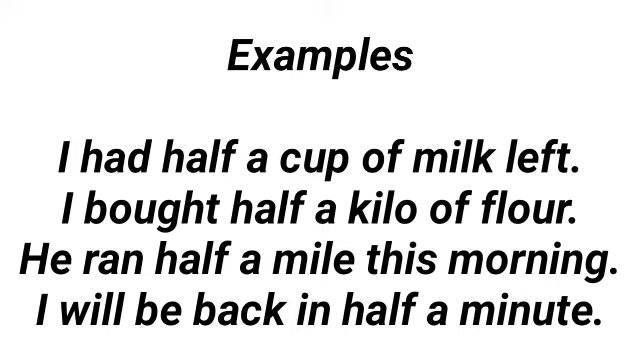 Examples
I had half a cup of milk left.
I bought half a kilo of flour.
He ran half a mile this morning.
I will be back in half a minute.